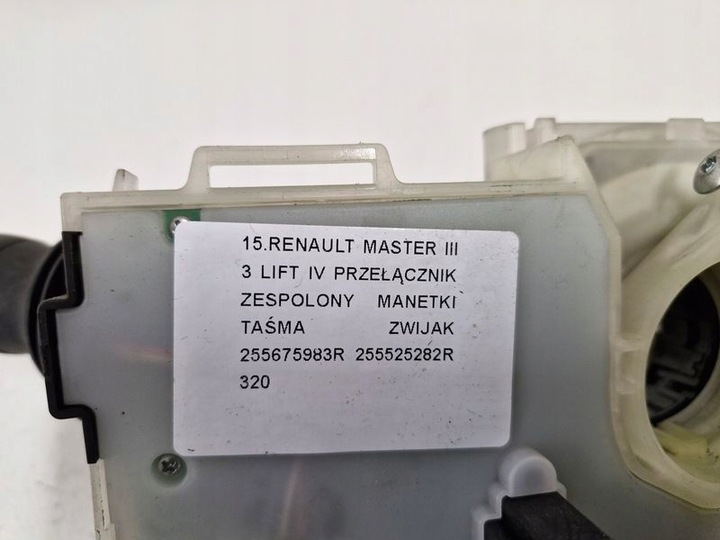 15.RENAULT MASTER III
3 LIFT IV PRZEŁĄCZNIK
ZESPOLONY MANETKI
TAŚMA ZWIJAK
255675983R 255525282R
320